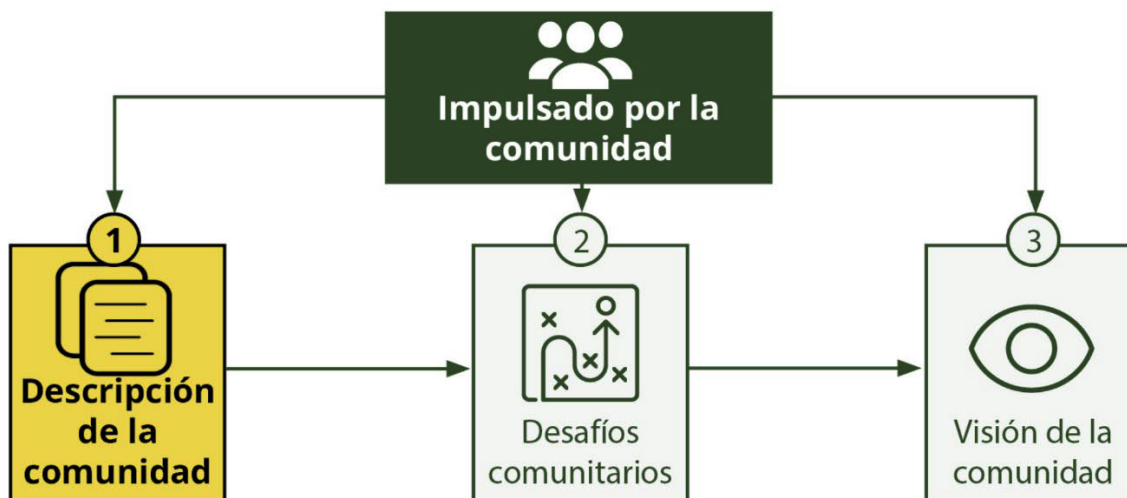 Impulsado por la
comunidad
1
Descripción
de la
comunidad
2
Desafíos
comunitarios
3
Visión de la
comunidad